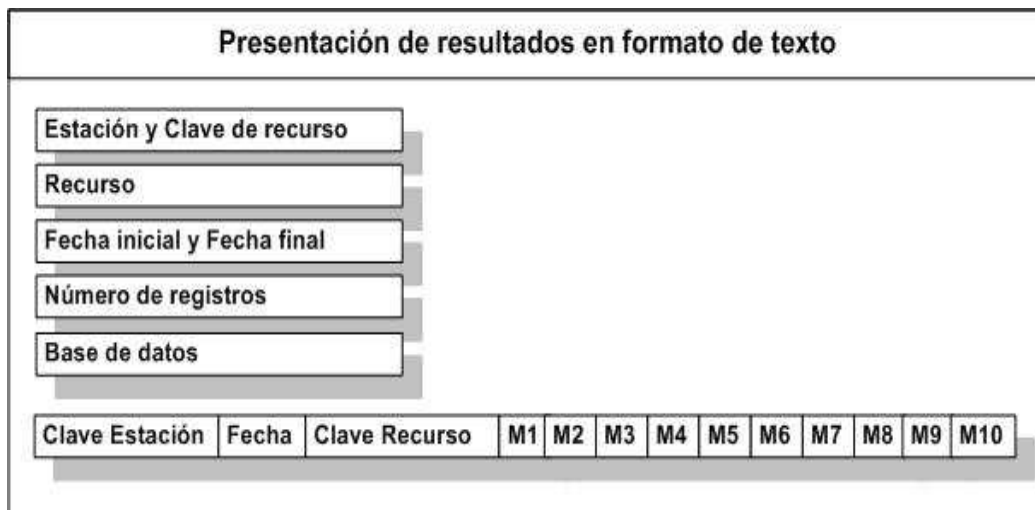 Presentación de resultados en formato de texto
Estación y Clave de recurso
Recurso
Fecha inicial y Fecha final
Número de registros
Base de datos
Clave Estación Fecha Clave Recurso M1 M2 M3 M4 M5 M6 M7 M8 M9 M10